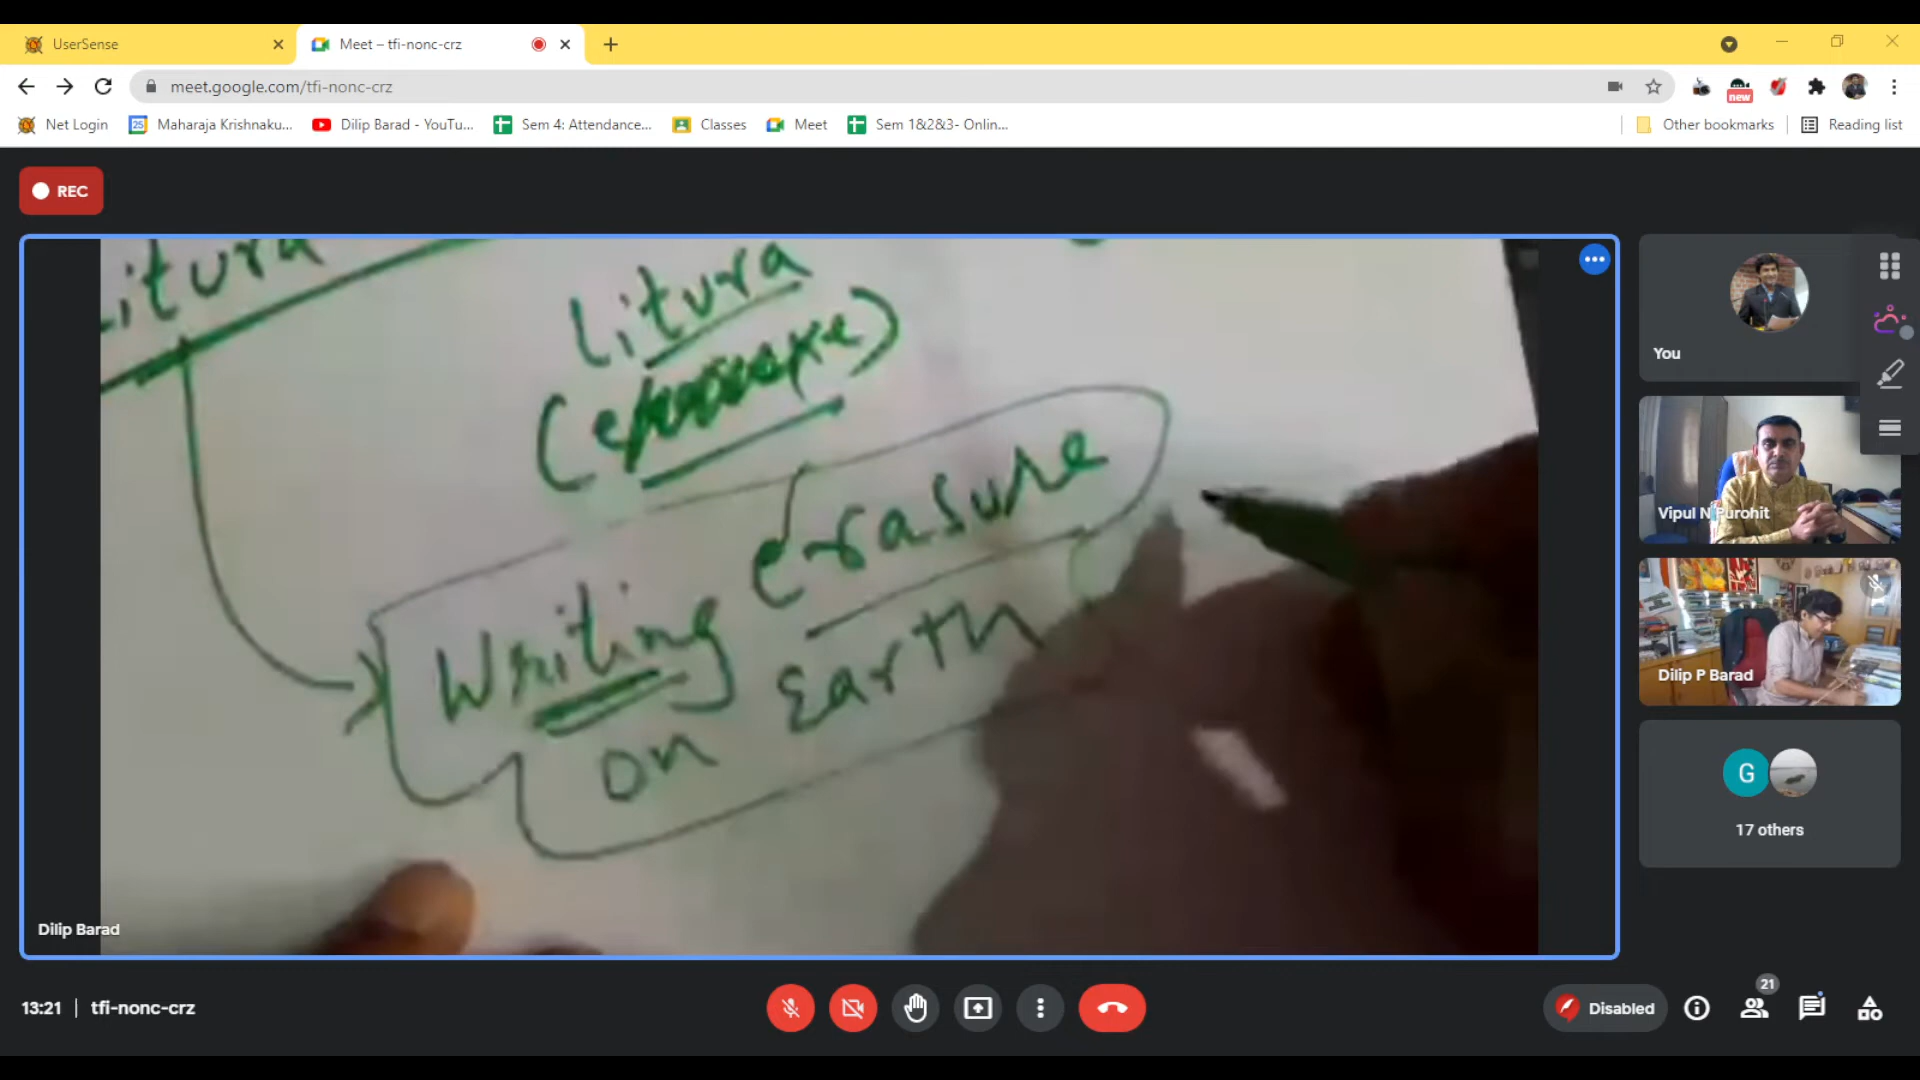 UserSense
Meet – tfi-nonc-crz
meet.google.com/tfi-nonc-crz
new
Net Login
Maharaja Krishnaku...
Dilip Barad - YouTu...
Sem 4: Attendance...
Classes
Meet
Sem 1&2&3- Onlin...
Other bookmarks
Reading list
REC
Litura
Litura
erasure
Writing
Earth
on
Dilip Barad
You
Vipul N Purohit
Dilip P Barad
G
17 others
13:21 | tfi-nonc-crz
Disabled
21